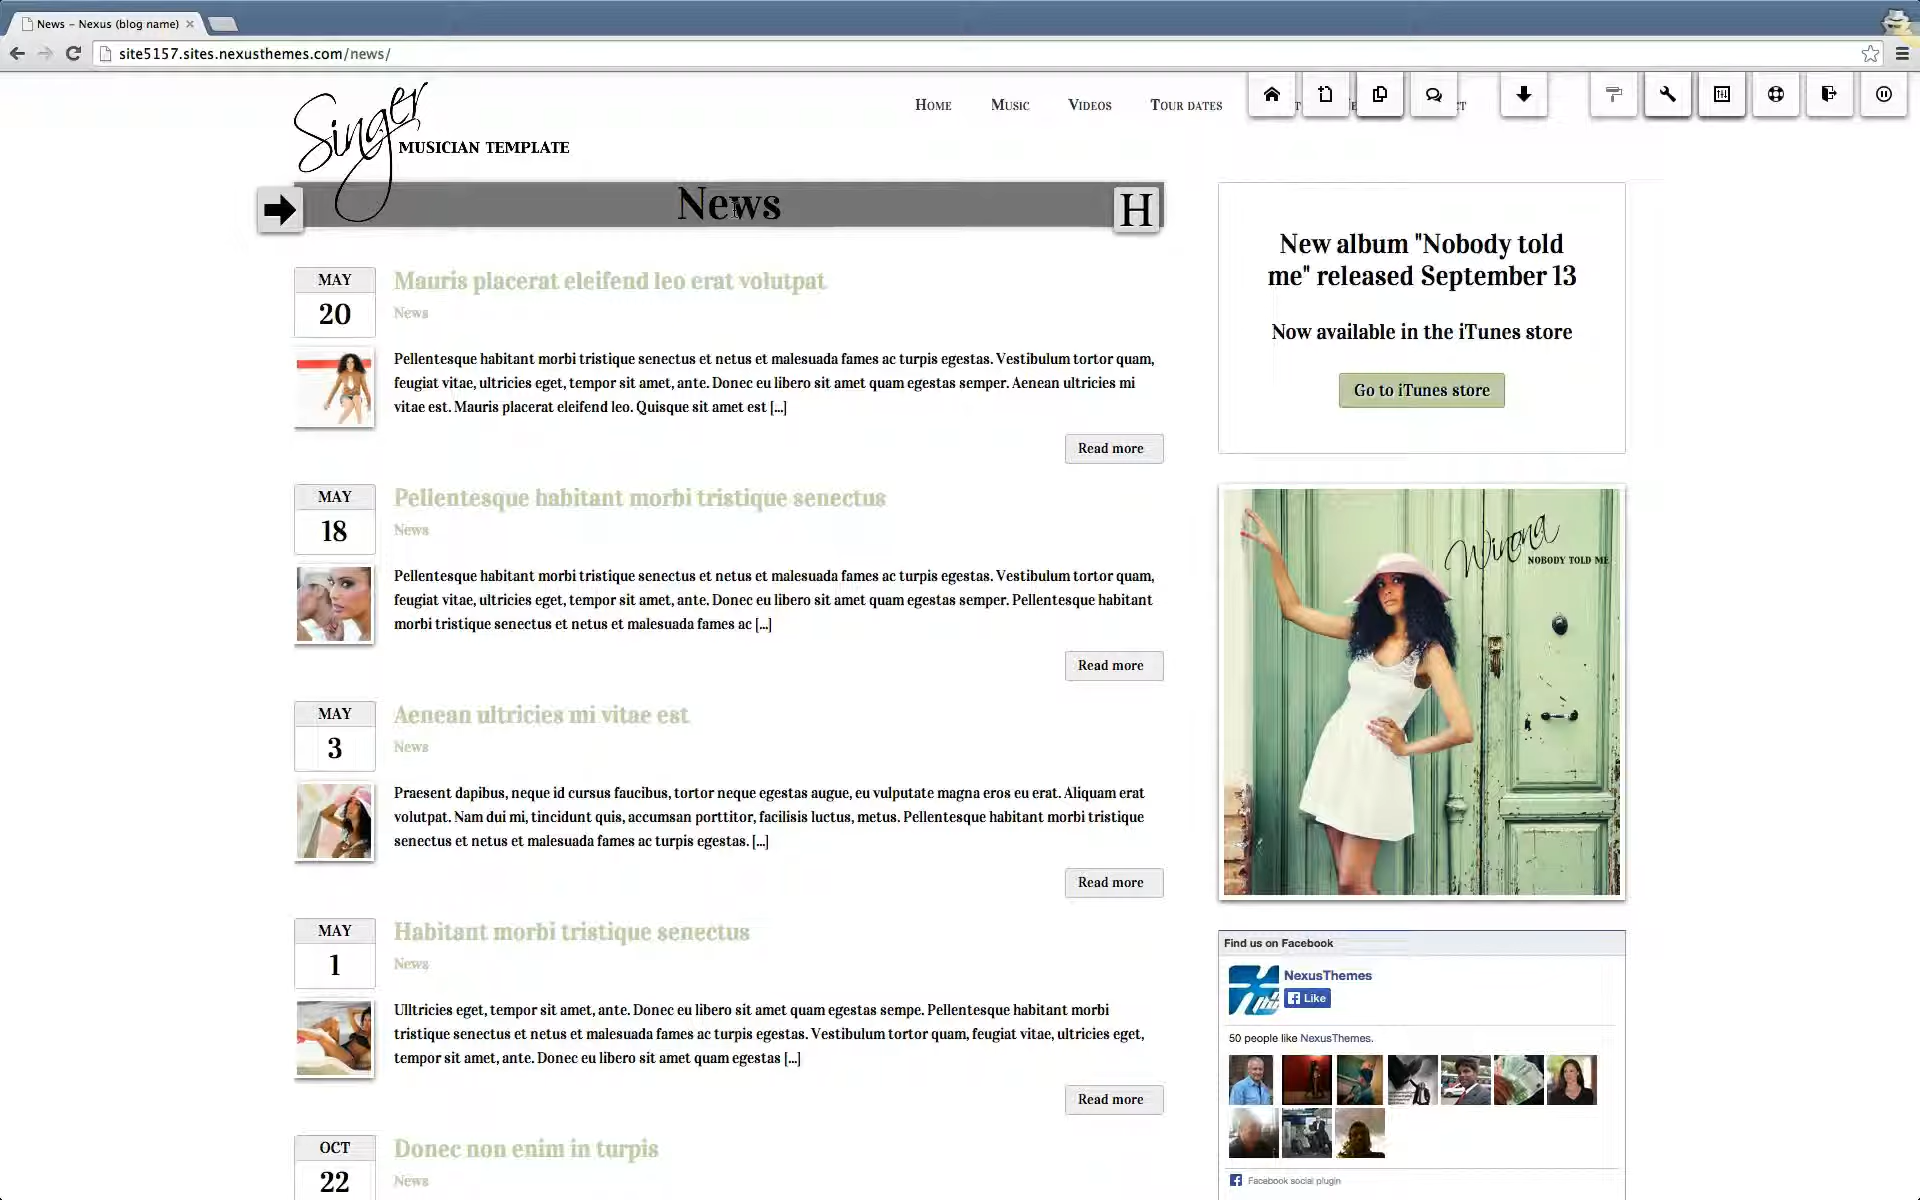 News – Nexus (blog name)
site5157.sites.nexusthemes.com/news/
Singer
MUSICIAN TEMPLATE
Home
Music
Videos
Tour dates
News
H
MAY
20
Mauris placerat eleifend leo erat volutpat
News
Pellentesque habitant morbi tristique senectus et netus et malesuada fames ac turpis egestas. Vestibulum tortor quam,
feugiat vitae, ultricies eget, tempor sit amet, ante. Donec eu libero sit amet quam egestas semper. Aenean ultricies mi
vitae est. Mauris placerat eleifend leo. Quisque sit amet est [...]
Read more
MAY
18
Pellentesque habitant morbi tristique senectus
News
Pellentesque habitant morbi tristique senectus et netus et malesuada fames ac turpis egestas. Vestibulum tortor quam,
feugiat vitae, ultricies eget, tempor sit amet, ante. Donec eu libero sit amet quam egestas semper. Pellentesque habitant
morbi tristique senectus et netus et malesuada fames ac [...]
Read more
MAY
3
Aenean ultricies mi vitae est
News
Praesent dapibus, neque id cursus faucibus, tortor neque egestas augue, eu vulputate magna eros eu erat. Aliquam erat
volutpat. Nam dui mi, tincidunt quis, accumsan porttitor, facilisis luctus, metus. Pellentesque habitant morbi tristique
senectus et netus et malesuada fames ac turpis egestas. [...]
Read more
MAY
1
Habitant morbi tristique senectus
News
Ulltricies eget, tempor sit amet, ante. Donec eu libero sit amet quam egestas sempe. Pellentesque habitant morbi
tristique senectus et netus et malesuada fames ac turpis egestas. Vestibulum tortor quam, feugiat vitae, ultricies eget,
tempor sit amet, ante. Donec eu libero sit amet quam egestas [...]
Read more
OCT
22
Donec non enim in turpis
News
New album "Nobody told
me" released September 13
Now available in the iTunes store
Go to iTunes store
Winona
NOBODY TOLD ME
Find us on Facebook
NexusThemes
Like
50 people like NexusThemes.
Facebook social plugin